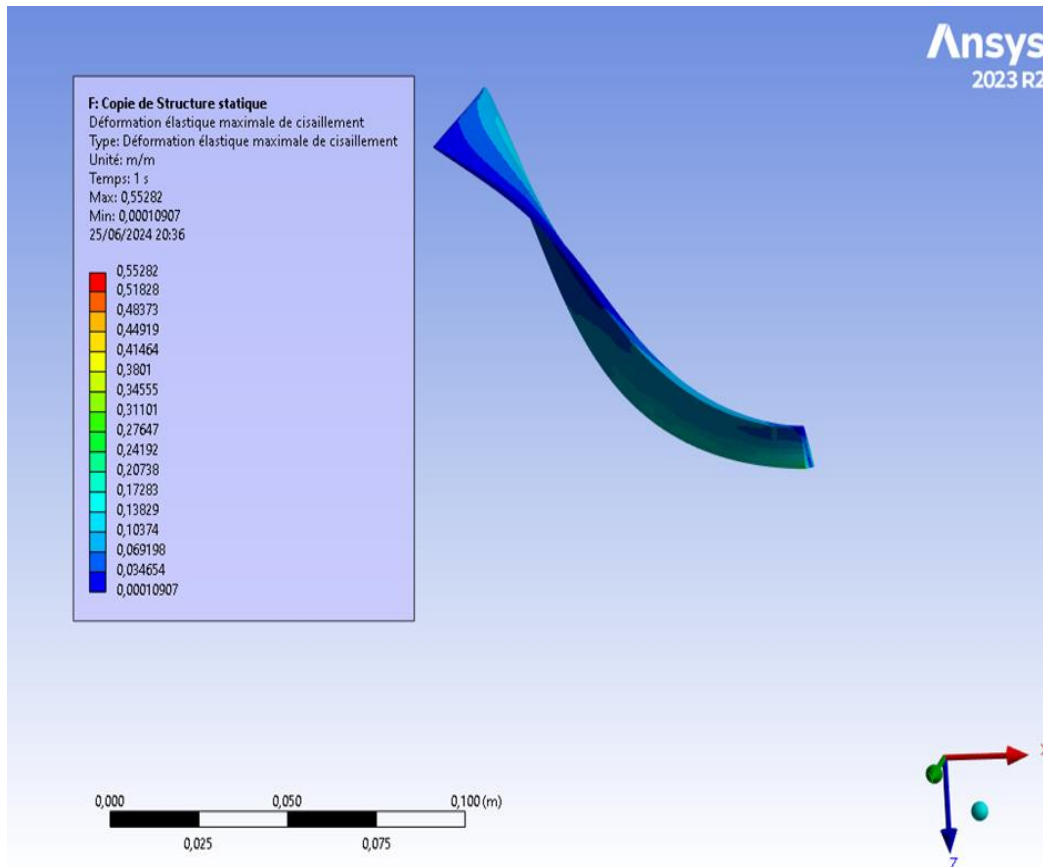 Ansys
2023 R2
F: Copie de Structure statique
Déformation élastique maximale de cisaillement
Type: Déformation élastique maximale de cisaillement
Unité: m/m
Temps: 1 s
Max: 0,55282
Min: 0,00010907
25/06/2024 20:36
0,55282
0,51828
0,48373
0,44919
0,41464
0,3801
0,34555
0,31101
0,27647
0,24192
0,20738
0,17283
0,13829
0,10374
0,069198
0,034654
0,00010907
0,000 0,050 0,100 (m)
0,025 0,075
X
Z